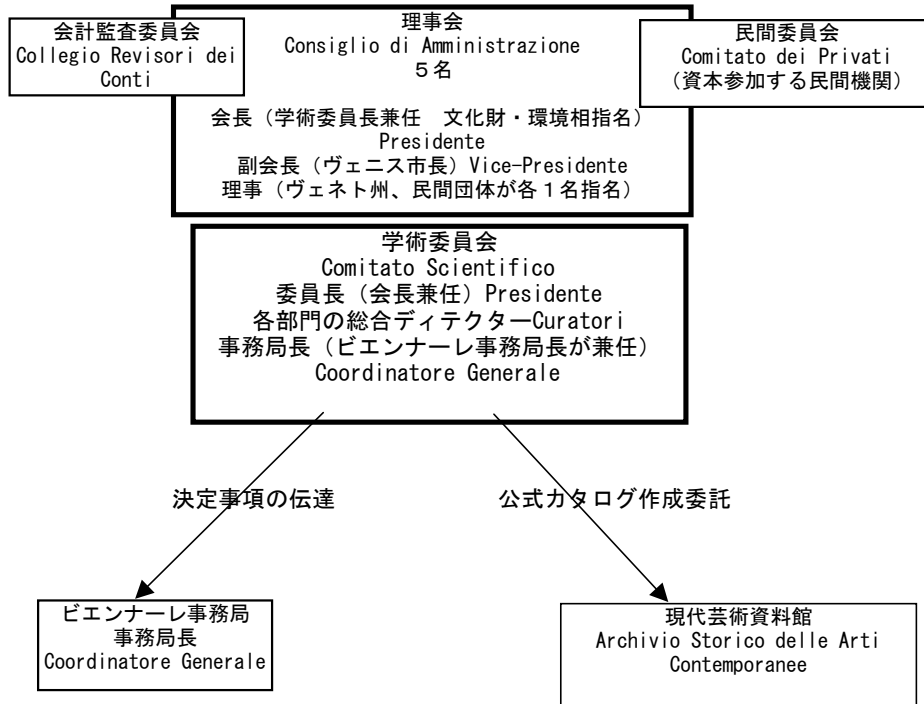 会計監査委員会
Collegio Revisori dei
Conti
理事会
Consiglio di Amministrazione
５名
会長（学術委員長兼任　文化財・環境相指名）
Presidente
副会長（ヴェニス市長）Vice-Presidente
理事（ヴェネト州、民間団体が各１名指名）
民間委員会
Comitato dei Privati
（資本参加する民間機関）
学術委員会
Comitato Scientifico
委員長（会長兼任）Presidente
各部門の総合ディテクターCuratori
事務局長（ビエンナーレ事務局長が兼任）
Coordinatore Generale
決定事項の伝達
公式カタログ作成委託
ビエンナーレ事務局
事務局長
Coordinatore Generale
現代芸術資料館
Archivio Storico delle Arti
Contemporanee